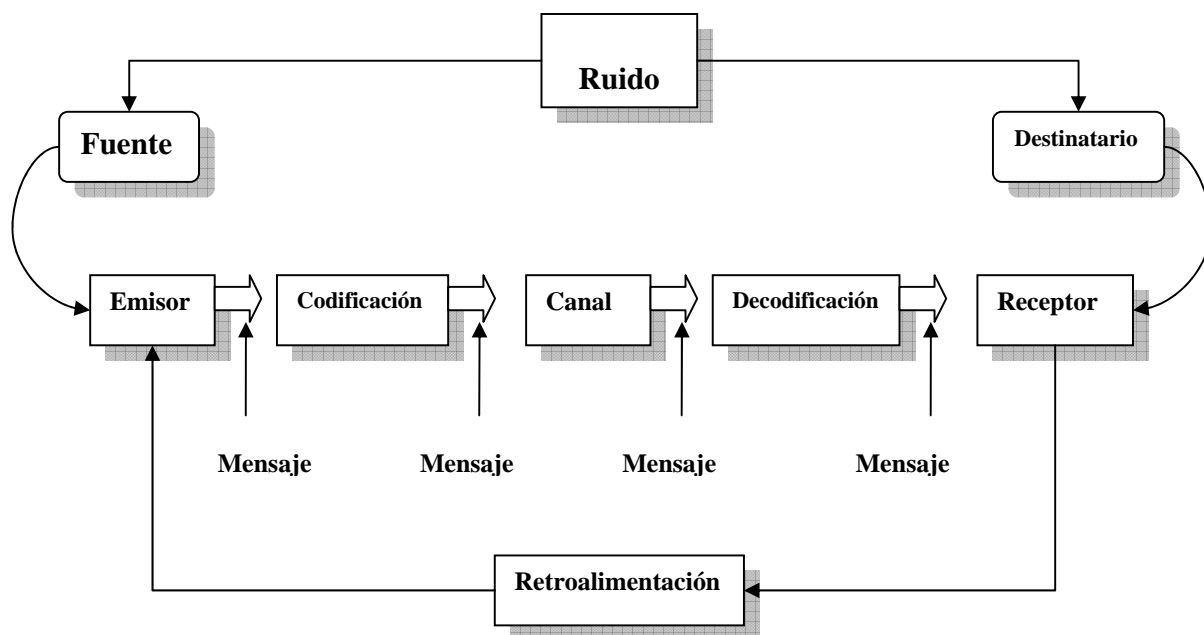 Ruido
Fuente
Destinatario
Emisor
Codificación
Canal
Decodificación
Receptor
Mensaje
Mensaje
Mensaje
Mensaje
Retroalimentación